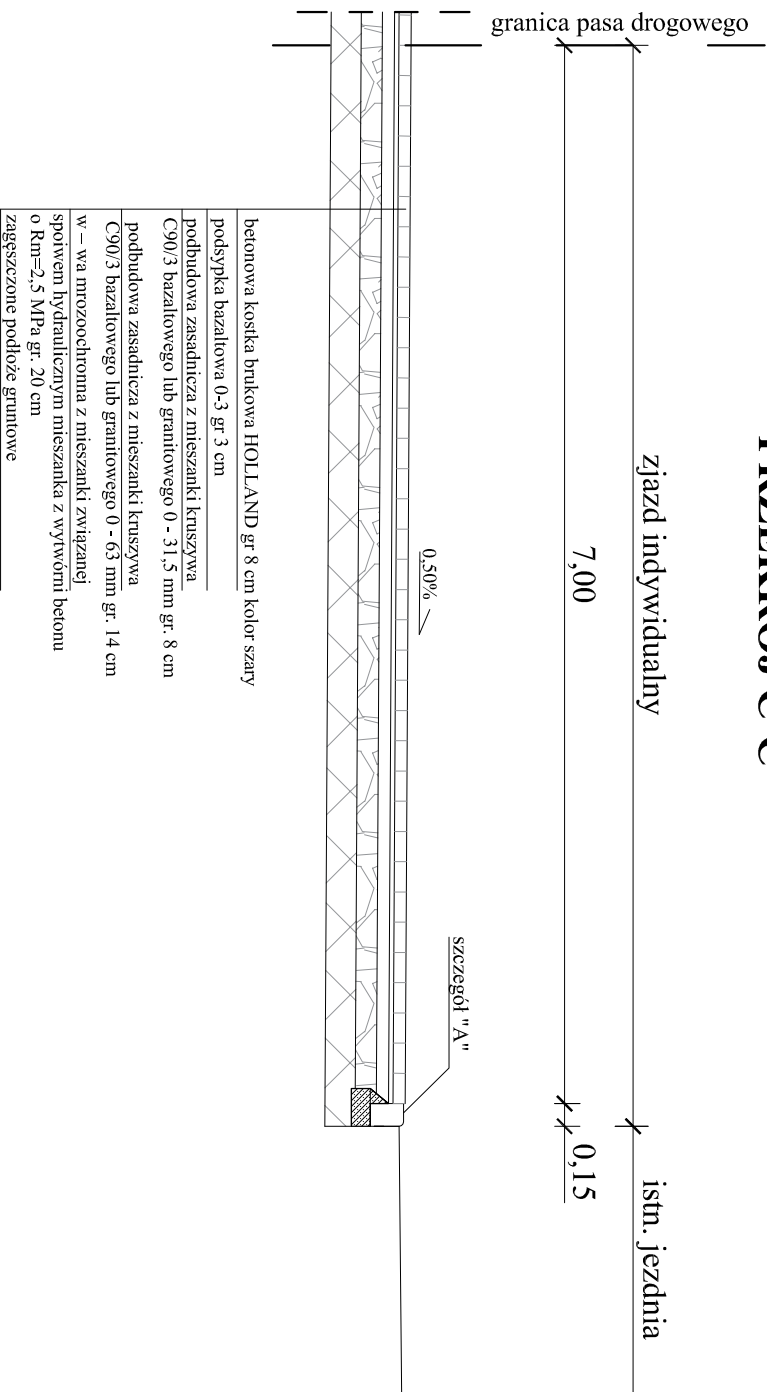 granica pasa drogowego
PRZEKRÓJ C-C
zjazd indywidualny
istn. jezdnia
7,00
0,15
0,50%
szczegół "A"
betonowa kostka brukowa HOLLAND gr 8 cm kolor szary
podsypka bazaltowa 0-3 gr 3 cm
podbudowa zasadnicza z mieszanki kruszywa
C90/3 bazaltowego lub granitowego 0 - 31,5 mm gr. 8 cm
podbudowa zasadnicza z mieszanki kruszywa
C90/3 bazaltowego lub granitowego 0 - 63 mm gr. 14 cm
w – wa mrozoochronna z mieszanki związanej
spoiwem hydraulicznym mieszanka z wytwórni betonu
o Rm=2,5 MPa gr. 20 cm
zagęszczone podłoże gruntowe